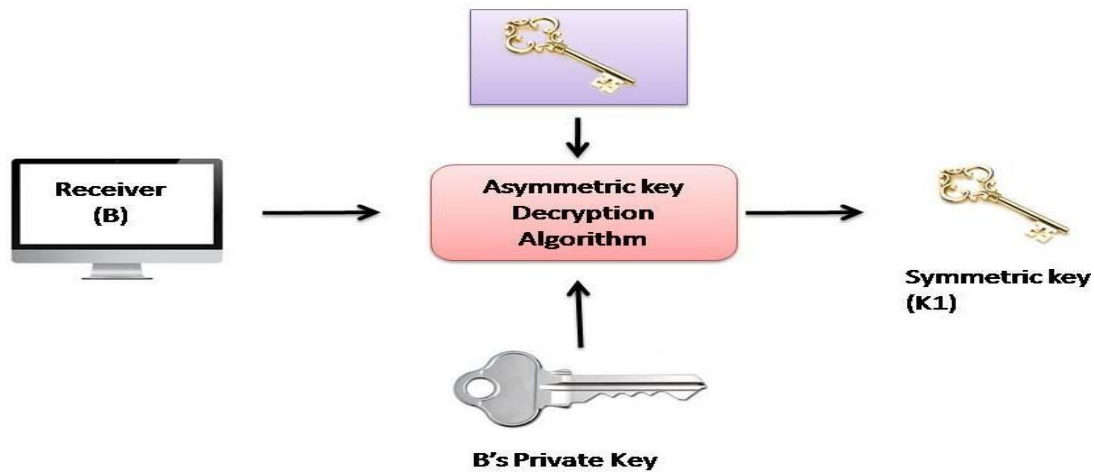 Receiver
(B)
Asymmetric key
Decryption
Algorithm
Symmetric key
(K1)
B's Private Key